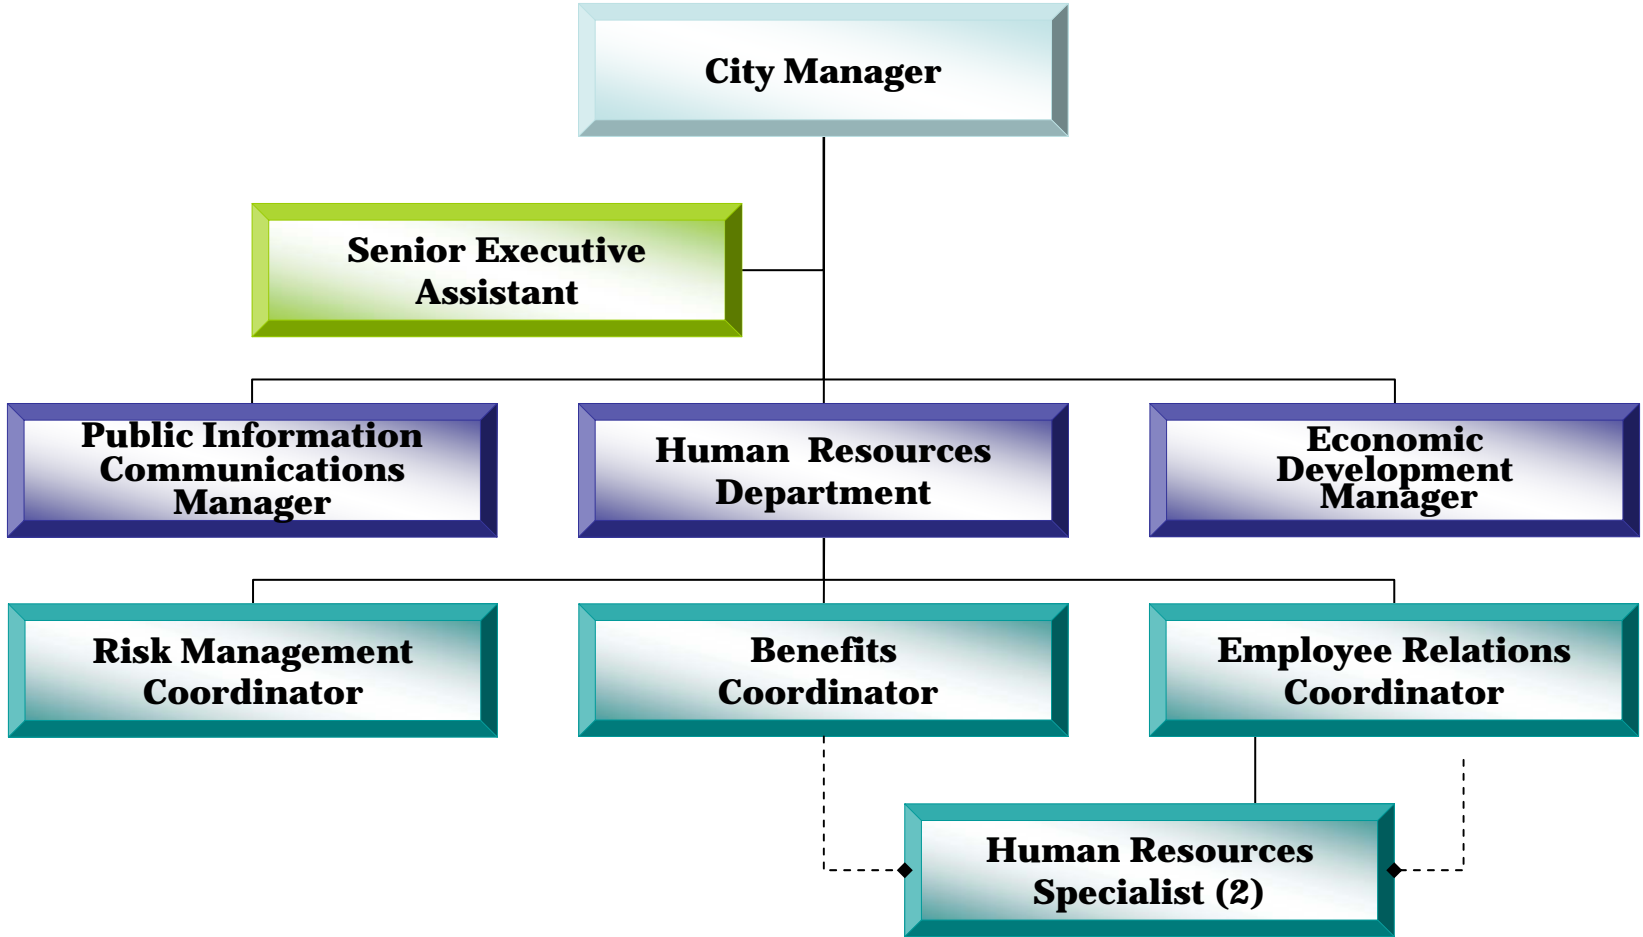 City Manager
Senior Executive
Assistant
Public Information
Communications
Manager
Human Resources
Department
Economic
Development
Manager
Risk Management
Coordinator
Benefits
Coordinator
Employee Relations
Coordinator
Human Resources
Specialist (2)